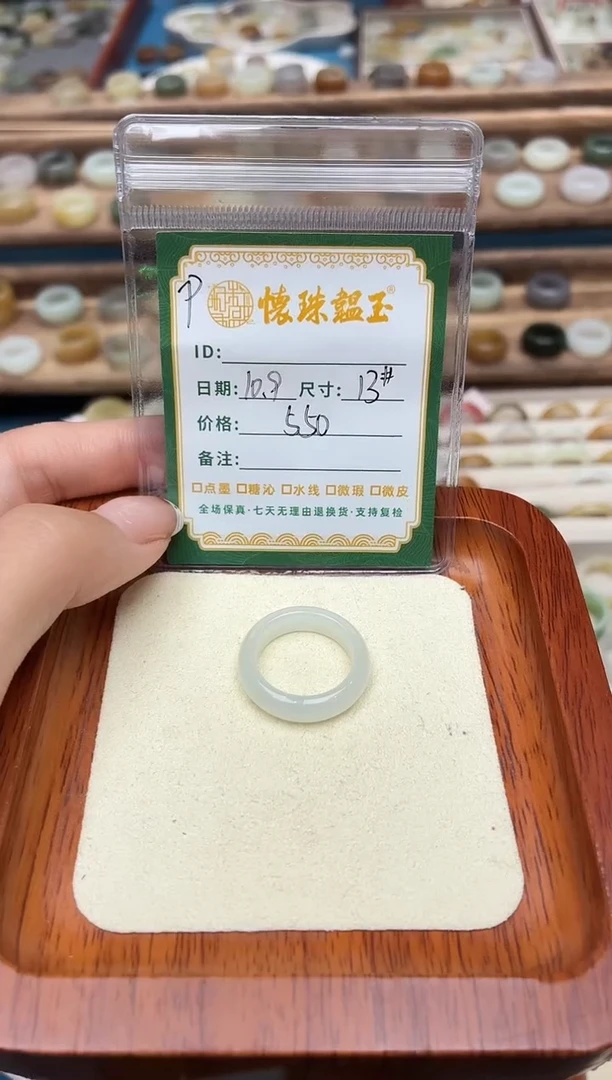 P 懐珠韞玉®
ID:
日期: 10.9 尺寸: 13#
价格: 550
备注:
□点墨 □糖沁 □水线 □微瑕 □微皮
全场保真·七天无理由退换货·支持复检